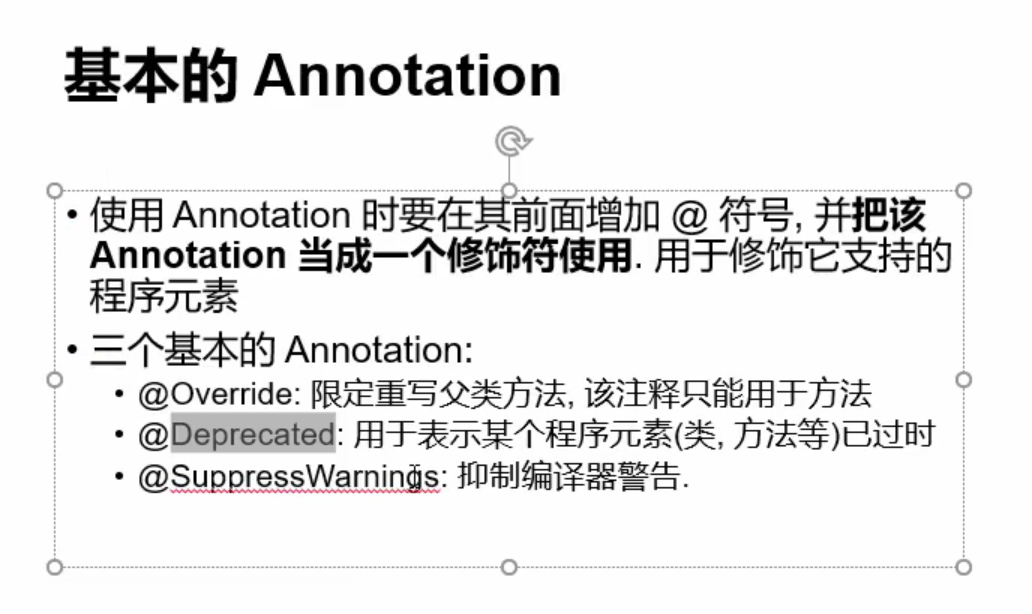 基本的 Annotation
• 使用 Annotation 时要在其前面增加 @ 符号, 并把该
Annotation 当成一个修饰符使用. 用于修饰它支持的
程序元素
• 三个基本的 Annotation:
• @Override: 限定重写父类方法, 该注释只能用于方法
• @Deprecated: 用于表示某个程序元素(类, 方法等)已过时
• @SuppressWarnings: 抑制编译器警告.